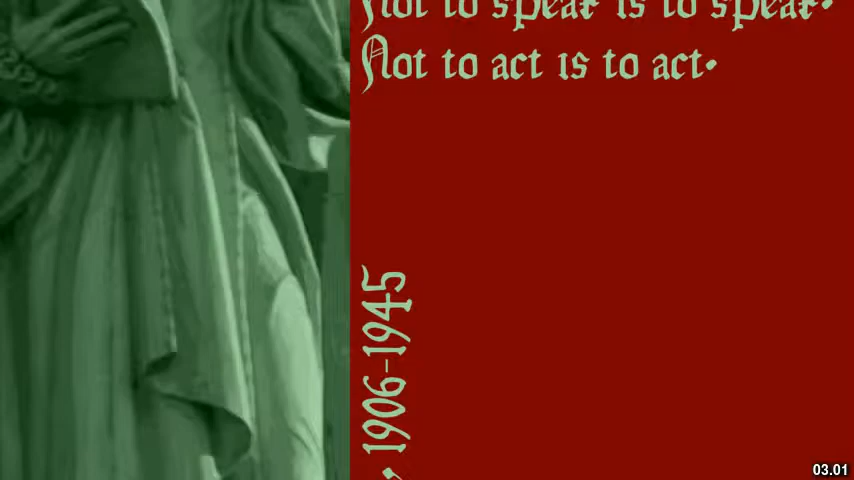 Not to speak is to speak.
Not to act is to act.
, 1906-1945
03.01